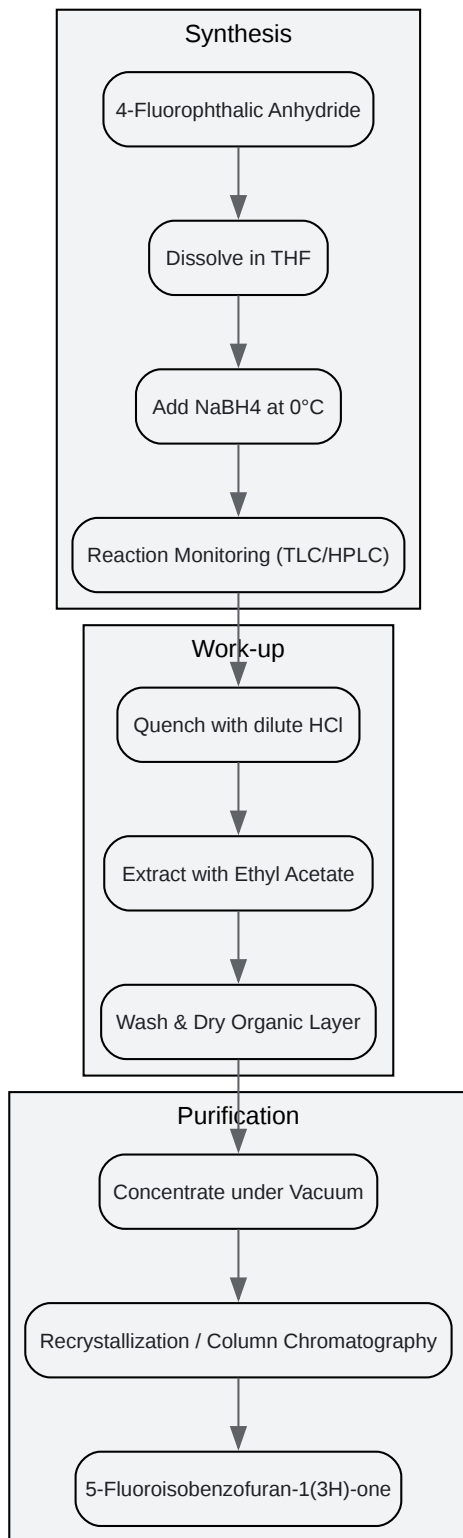 Synthesis
4-Fluorophthalic Anhydride
Dissolve in THF
Add NaBH4 at 0°C
Reaction Monitoring (TLC/HPLC)
Work-up
Quench with dilute HCl
Extract with Ethyl Acetate
Wash & Dry Organic Layer
Purification
Concentrate under Vacuum
Recrystallization / Column Chromatography
5-Fluoroisobenzofuran-1(3H)-one